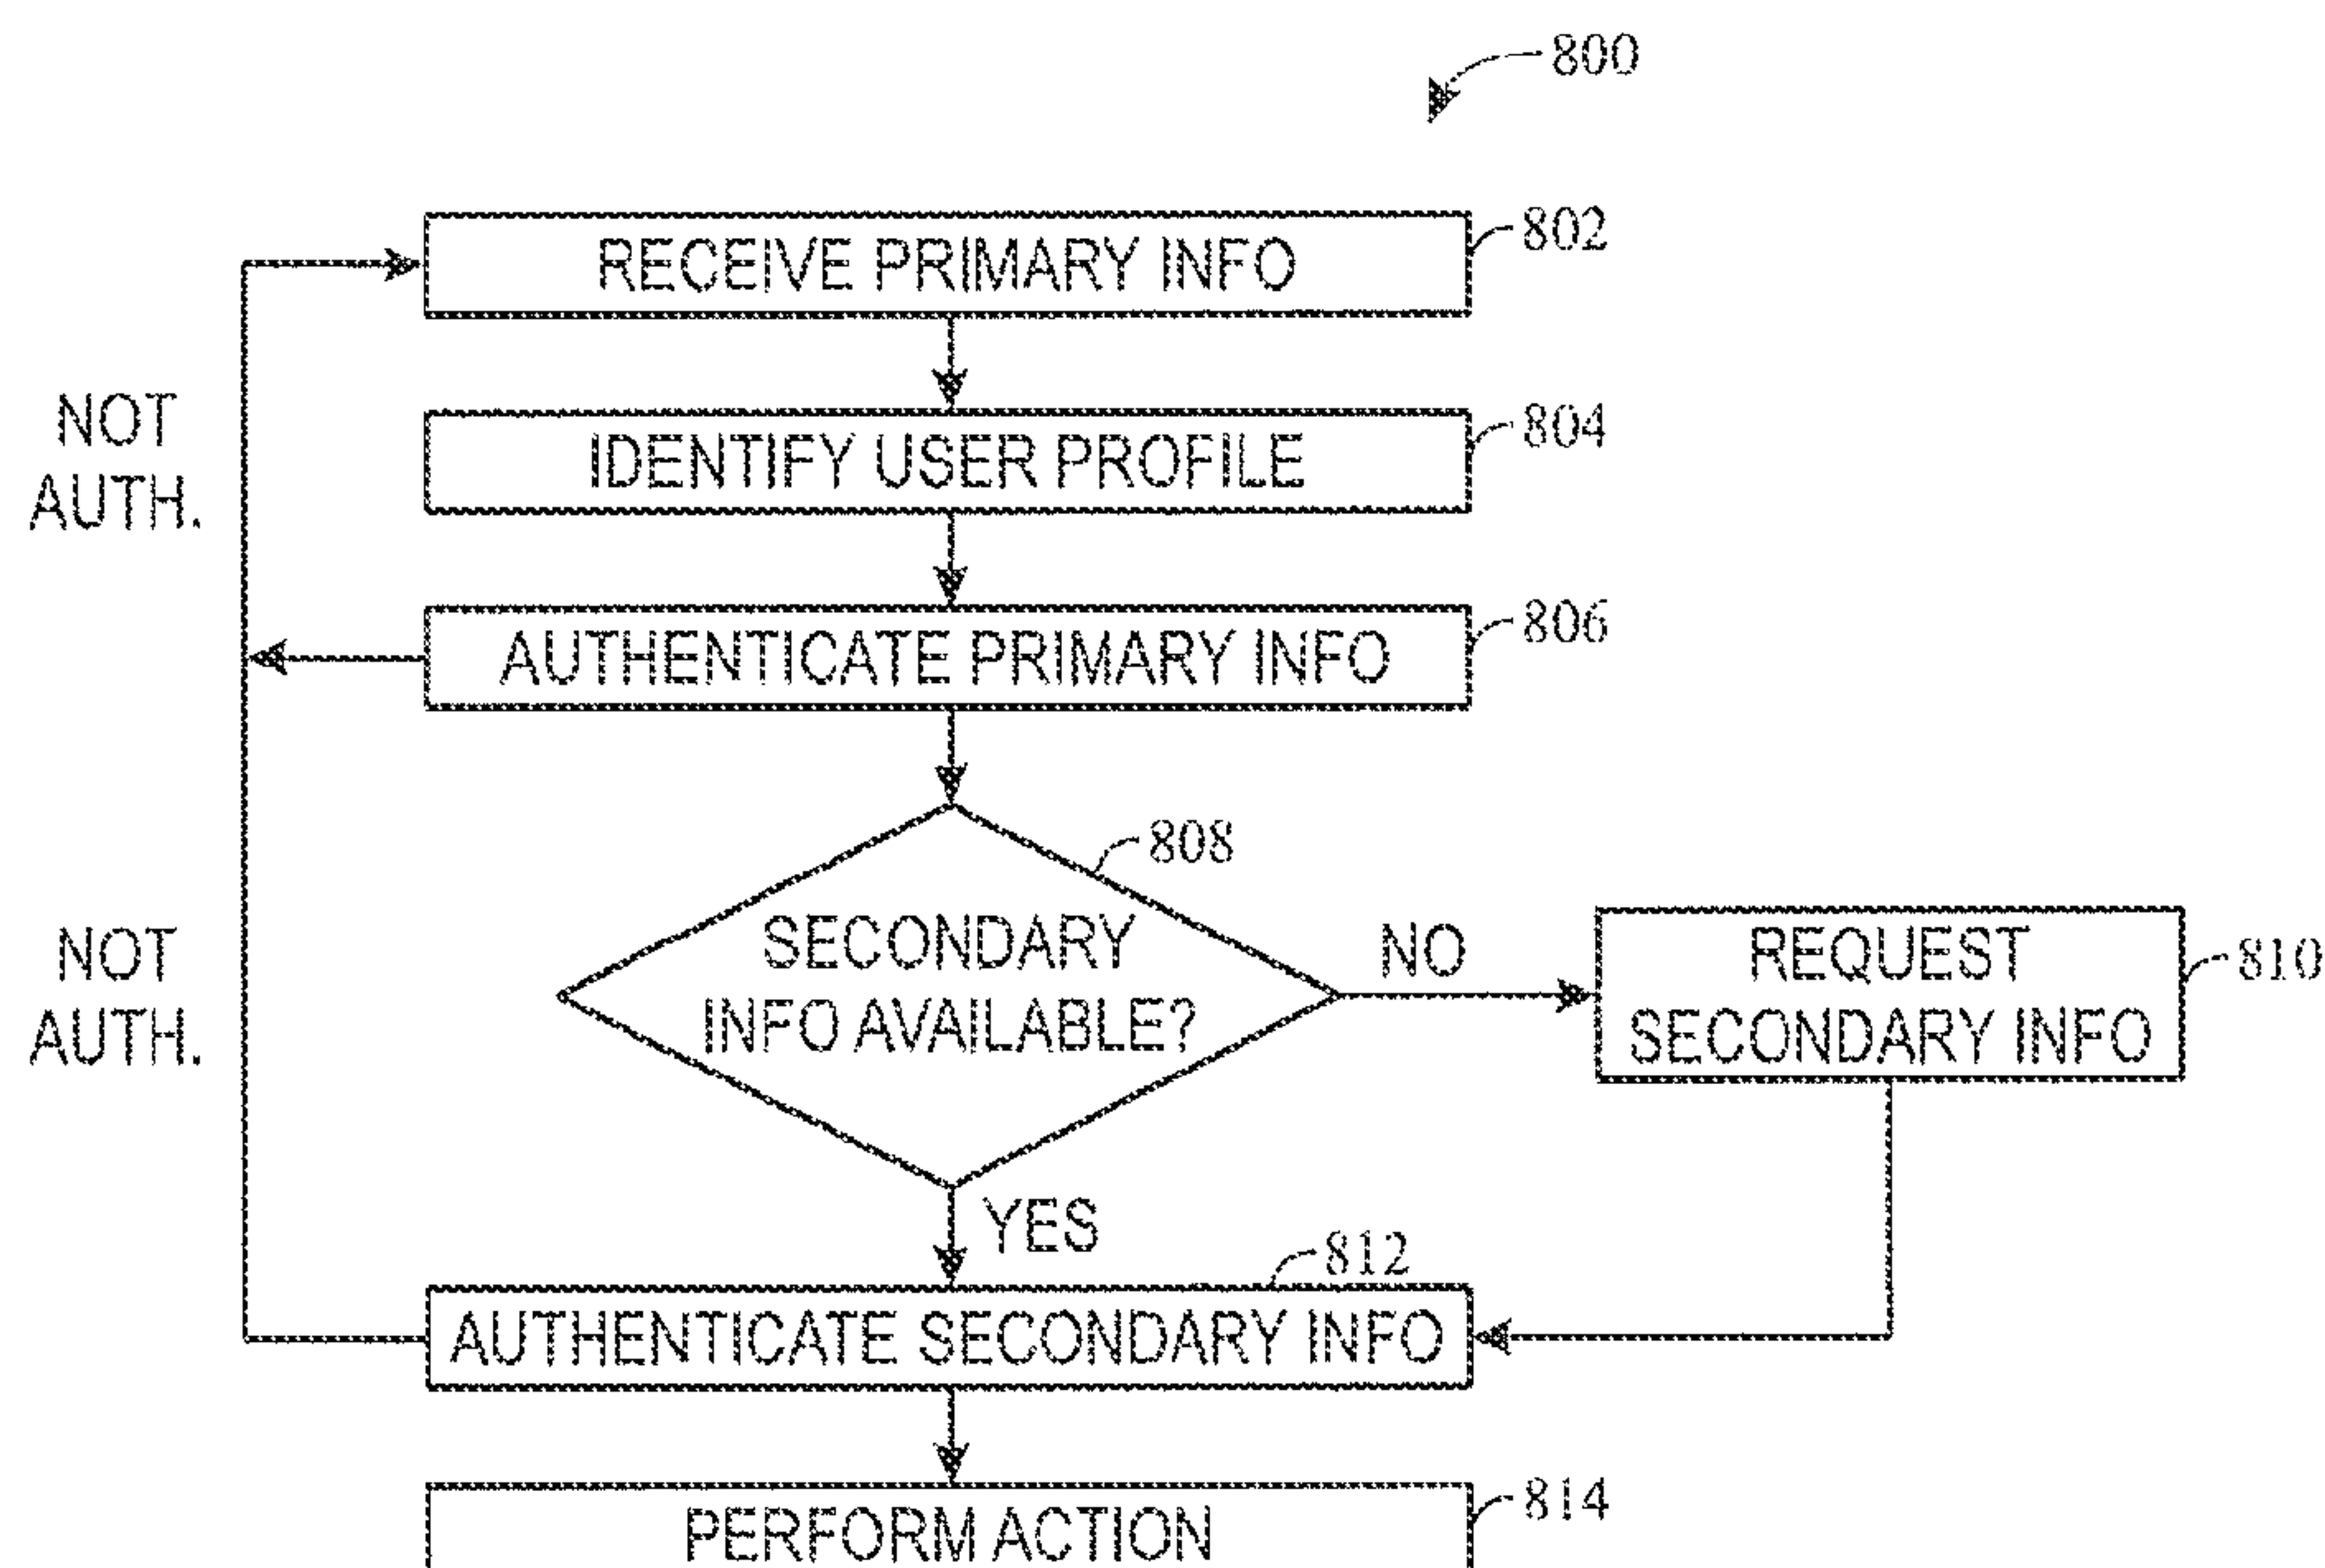 800
RECEIVE PRIMARY INFO
802
NOT
AUTH.
IDENTIFY USER PROFILE
804
AUTHENTICATE PRIMARY INFO
806
808
SECONDARY
INFO AVAILABLE?
NO
REQUEST
SECONDARY INFO
810
NOT
AUTH.
YES
812
AUTHENTICATE SECONDARY INFO
PERFORM ACTION
814